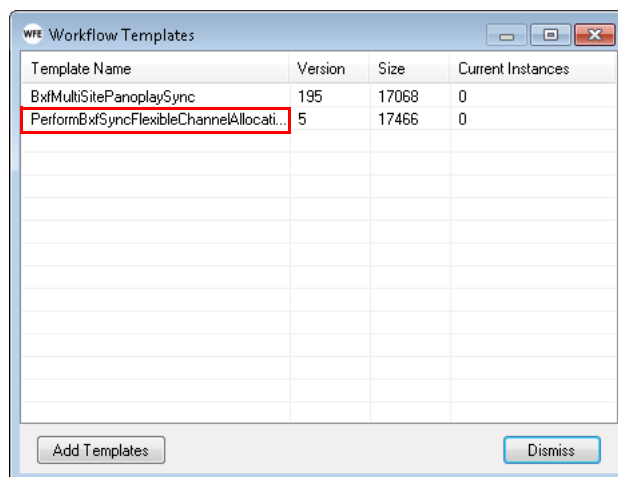 WFE Workflow Templates
Template Name Version Size Current Instances
BxfMultiSitePanoplaySync 195 17068 0
PerformBxfSyncFlexibleChannelAllocati... 5 17466 0
Add Templates Dismiss